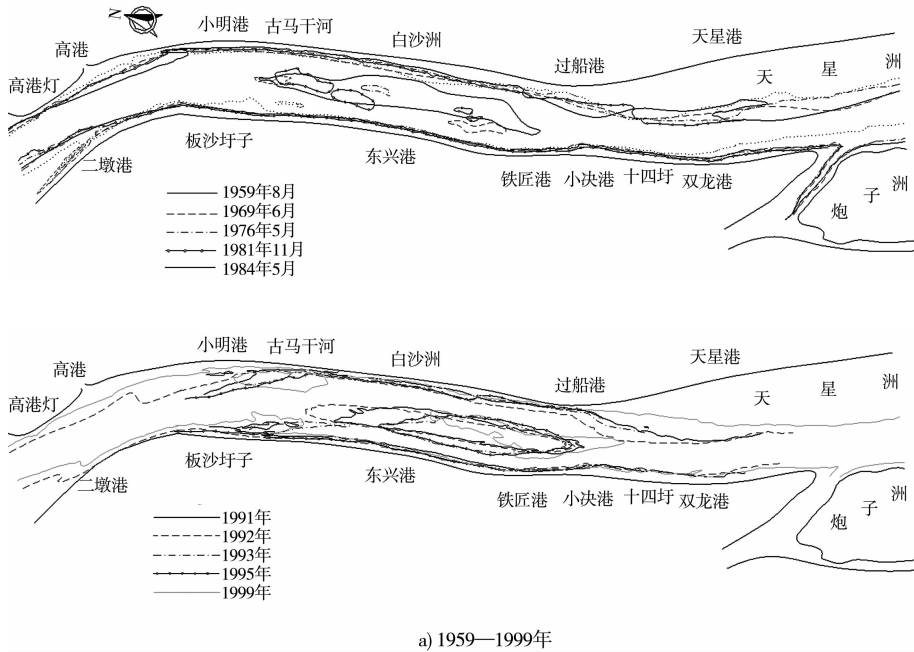 N
小明港
古马干河
白沙洲
天星港
高港
过船港
高港灯
天 星 洲
二墩港
板沙圩子
东兴港
铁匠港
小决港
十四圩
双龙港
炮 子 洲
1959年8月
1969年6月
1976年5月
1981年11月
1984年5月
小明港
古马干河
白沙洲
天星港
高港
过船港
高港灯
天 星 洲
二墩港
板沙圩子
东兴港
铁匠港
小决港
十四圩
双龙港
炮 子 洲
1991年
1992年
1993年
1995年
1999年
a) 1959—1999年